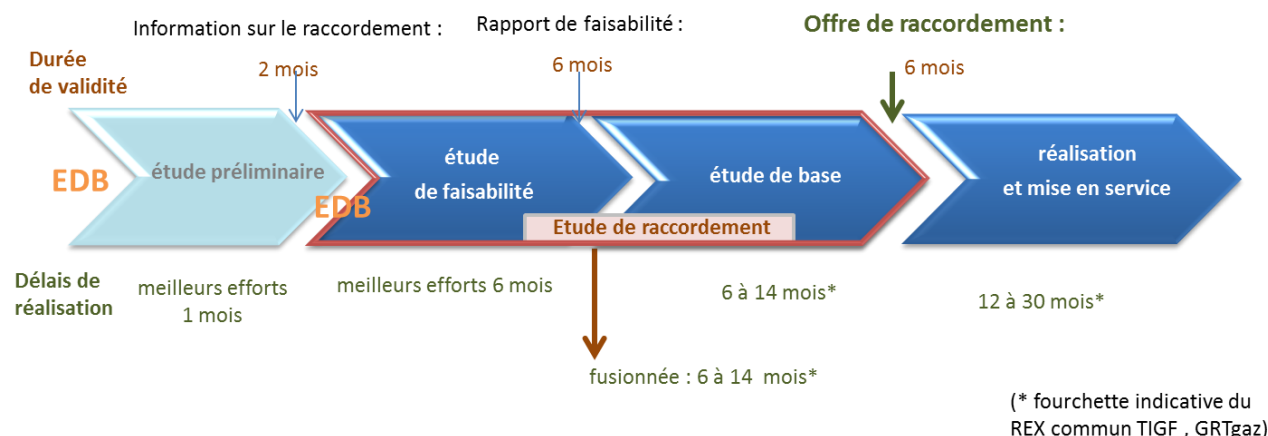 Information sur le raccordement :
Rapport de faisabilité :
Offre de raccordement :
Durée
de validité
2 mois
6 mois
6 mois
EDB
étude préliminaire
EDB
étude
de faisabilité
étude de base
réalisation
et mise en service
Etude de raccordement
Délais de
réalisation
meilleurs efforts
1 mois
meilleurs efforts 6 mois
6 à 14 mois*
12 à 30 mois*
fusionnée : 6 à 14 mois*
(* fourchette indicative du
REX commun TIGF , GRTgaz)